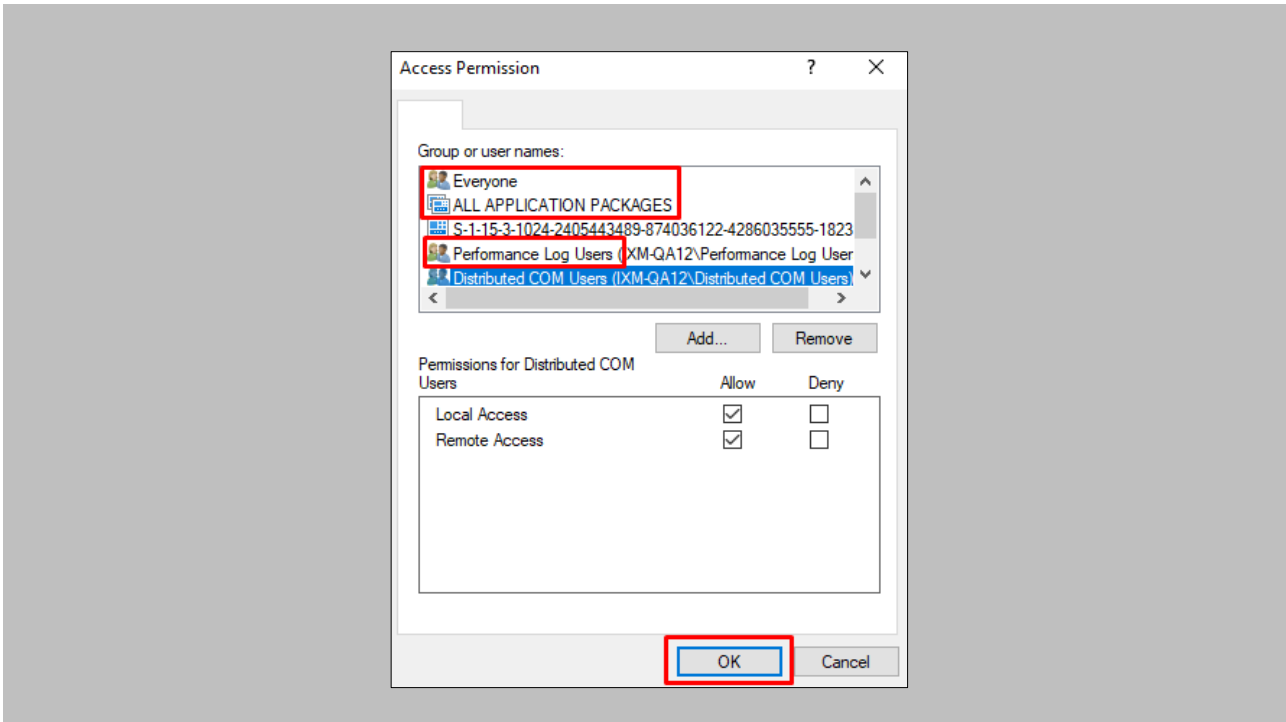 Access Permission ? X
Group or user names:
Everyone
ALL APPLICATION PACKAGES
S-1-15-3-1024-2405443489-874036122-4286035555-1823
Performance Log Users (IXM-QA12\Performance Log User
Distributed COM Users (IXM-QA12\Distributed COM Users)
Add... Remove
Permissions for Distributed COM
Users Allow Deny
Local Access
Remote Access
OK Cancel